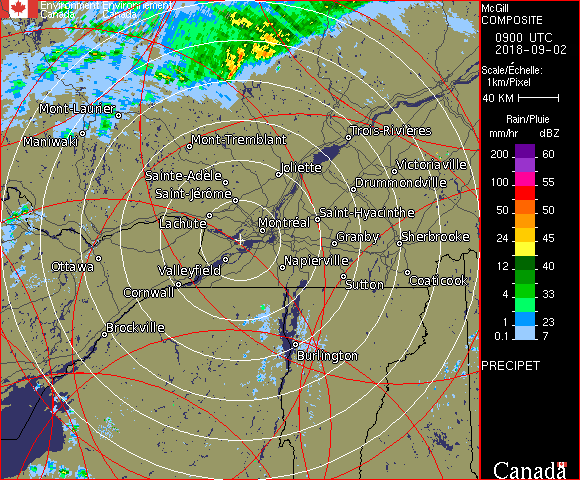 Environment Environnement
Canada Canada
McGill
COMPOSITE
0900 UTC
2018-09-02
Scale/Échelle:
1km/Pixel
40 KM
Rain/Pluie
mm/hr dBZ
200 60
150 55
100 55
50 50
24 45
12 40
4 33
1 23
0.1 7
PRECIPET
Canada
Mont-Laurier
Maniwaki
Mont-Tremblant
Trois-Rivières
Sainte-Adèle
Joliette
Victoriaville
Saint-Jérôme
Drummondville
Lachute
Montréal
Saint-Hyacinthe
Granby
Sherbrooke
Ottawa
Valleyfield
Napierville
Cornwall
Sutton
Coaticook
Brockville
Burlington